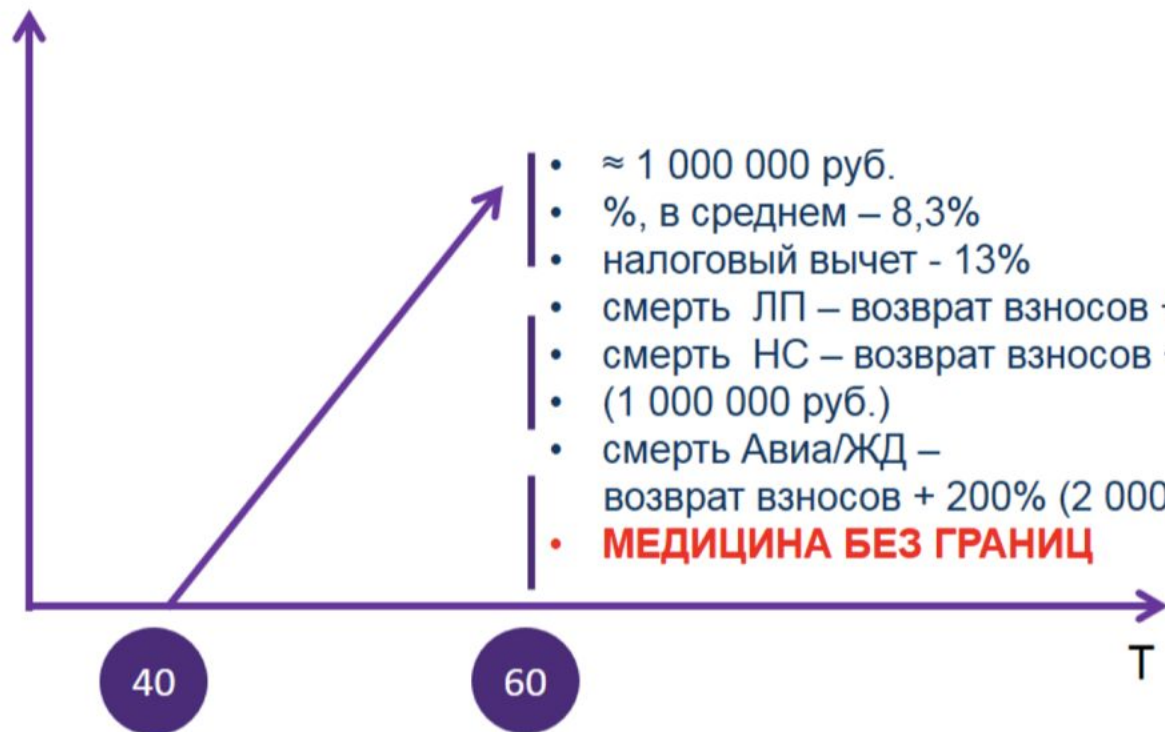 • ≈ 1 000 000 руб.
• %, в среднем – 8,3%
• налоговый вычет - 13%
• смерть ЛП – возврат взносов
• смерть НС – возврат взносов
• (1 000 000 руб.)
• смерть Авиа/ЖД –
возврат взносов + 200% (2 000
• МЕДИЦИНА БЕЗ ГРАНИЦ
40
60
T